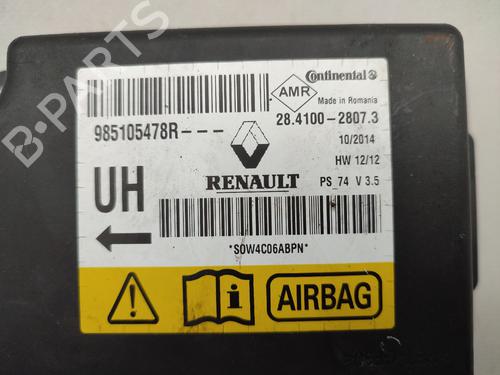 B-PARTS
Continental
AMR
Made in Romania
985105478R---
28.4100-2807.3
10/2014
HW 12/12
UH
RENAULT
PS_74 V 3.5
*S0W4C06ABPN*
! i AIRBAG